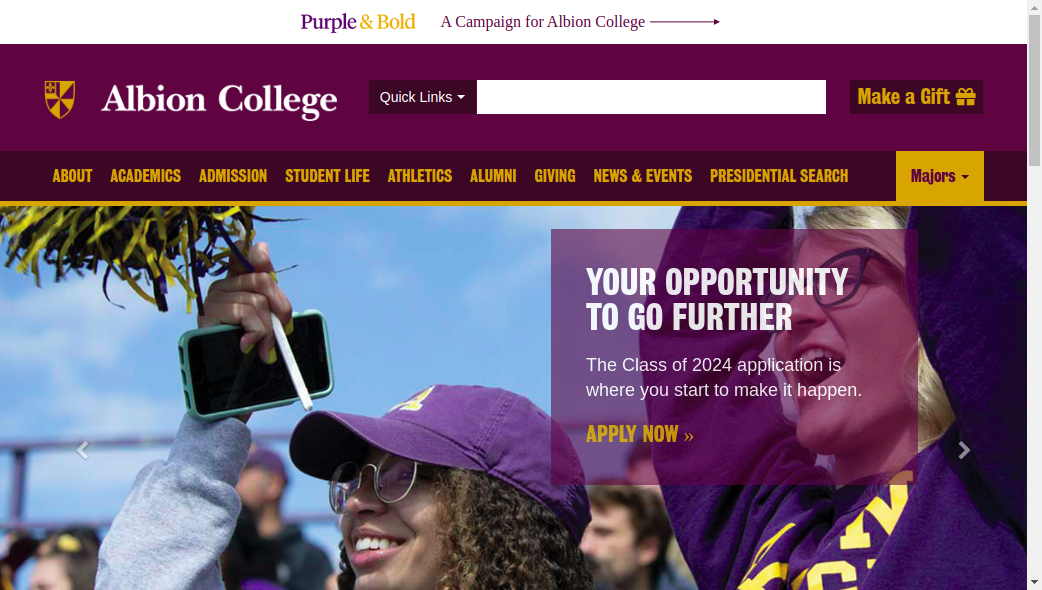 Purple & Bold A Campaign for Albion College
Albion College
Quick Links
Make a Gift
ABOUT ACADEMICS ADMISSION STUDENT LIFE ATHLETICS ALUMNI GIVING NEWS & EVENTS PRESIDENTIAL SEARCH Majors
YOUR OPPORTUNITY
TO GO FURTHER
The Class of 2024 application is
where you start to make it happen.
APPLY NOW »